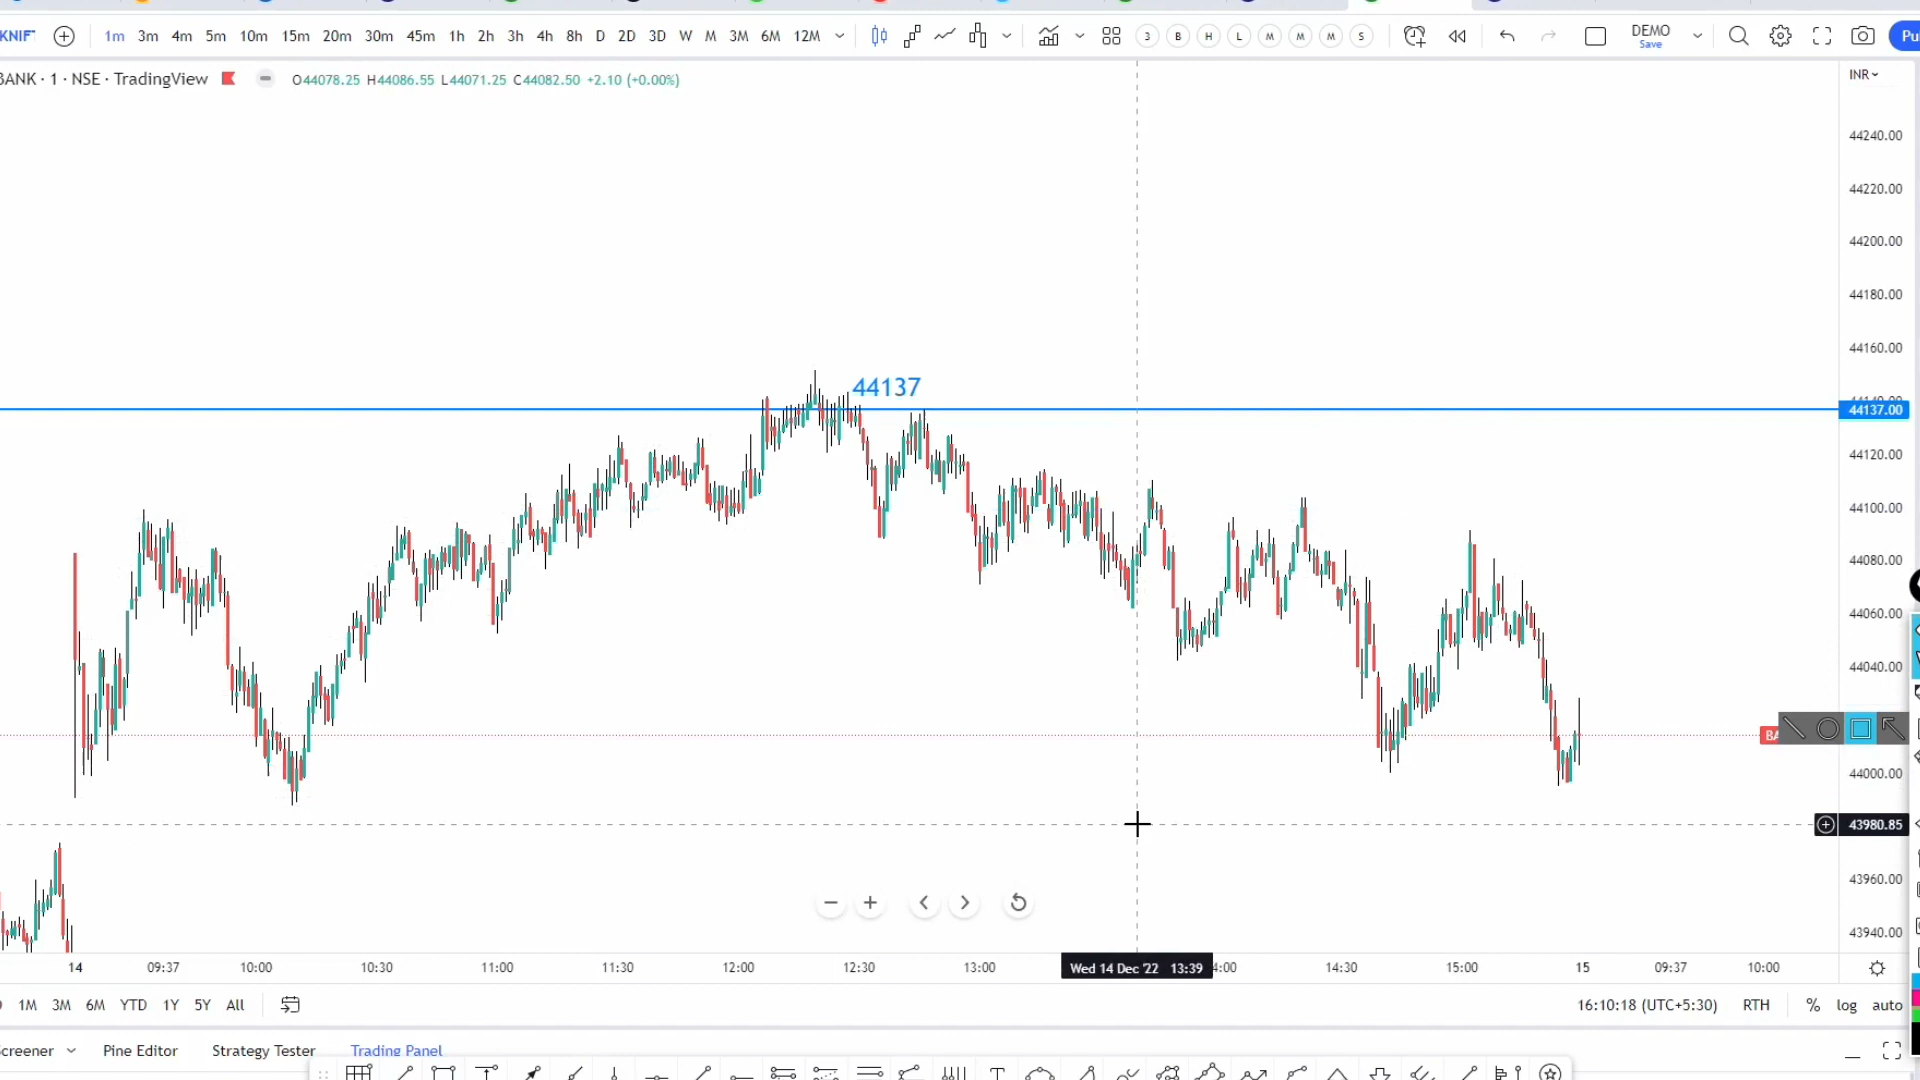 KNIFT 1m 3m 4m 5m 10m 15m 20m 30m 45m 1h 2h 3h 4h 8h D 2D 3D W M 3M 6M 12M 3 B H L M M M S DEMO Pu
Save
BANK · 1 · NSE · TradingView O44078.25 H44086.55 L44071.25 C44082.50 +2.10 (+0.00%) INR
44240.00
44220.00
44200.00
44180.00
44160.00
44137
44137.00
44120.00
44100.00
44080.00
44060.00
44040.00
BA
44000.00
43980.85
43960.00
43940.00
14 09:37 10:00 10:30 11:00 11:30 12:00 12:30 13:00 Wed 14 Dec '22 13:39 4:00 14:30 15:00 15 09:37 10:00
1M 3M 6M YTD 1Y 5Y All 16:10:18 (UTC+5:30) RTH % log auto
creener Pine Editor Strategy Tester Trading Panel